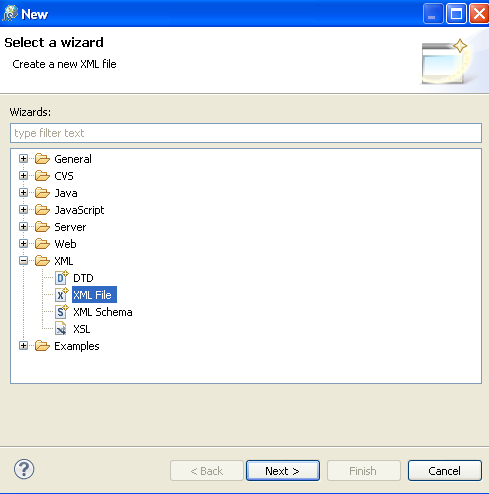 New
Select a wizard
Create a new XML file
Wizards:
type filter text
General
CVS
Java
JavaScript
Server
Web
XML
DTD
XML File
XML Schema
XSL
Examples
< Back Next > Finish Cancel